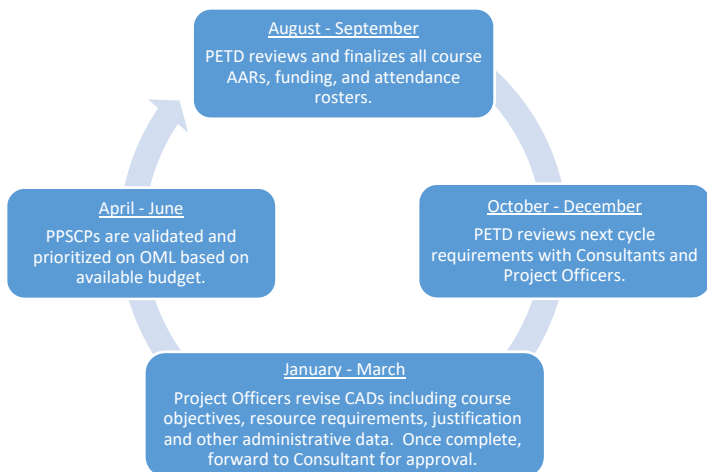 August - September
PETD reviews and finalizes all course
AARs, funding, and attendance
rosters.
October - December
PETD reviews next cycle
requirements with Consultants and
Project Officers.
January - March
Project Officers revise CADs including course
objectives, resource requirements, justification
and other administrative data.  Once complete,
forward to Consultant for approval.
April - June
PPSCPs are validated and
prioritized on OML based on
available budget.